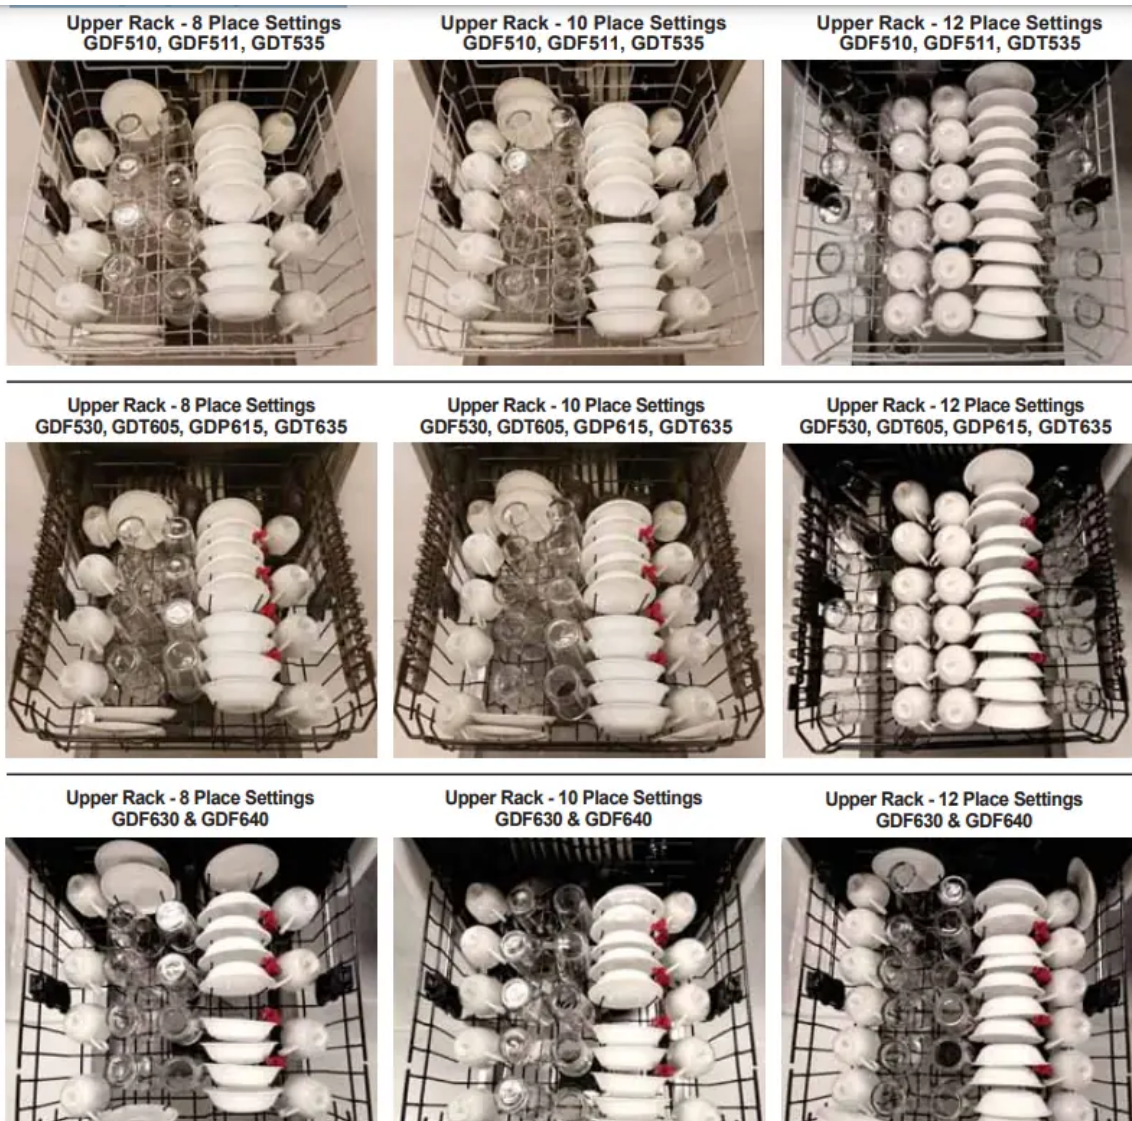 Upper Rack - 8 Place Settings
GDF510, GDF511, GDT535
Upper Rack - 10 Place Settings
GDF510, GDF511, GDT535
Upper Rack - 12 Place Settings
GDF510, GDF511, GDT535
Upper Rack - 8 Place Settings
GDF530, GDT605, GDP615, GDT635
Upper Rack - 10 Place Settings
GDF530, GDT605, GDP615, GDT635
Upper Rack - 12 Place Settings
GDF530, GDT605, GDP615, GDT635
Upper Rack - 8 Place Settings
GDF630 & GDF640
Upper Rack - 10 Place Settings
GDF630 & GDF640
Upper Rack - 12 Place Settings
GDF630 & GDF640